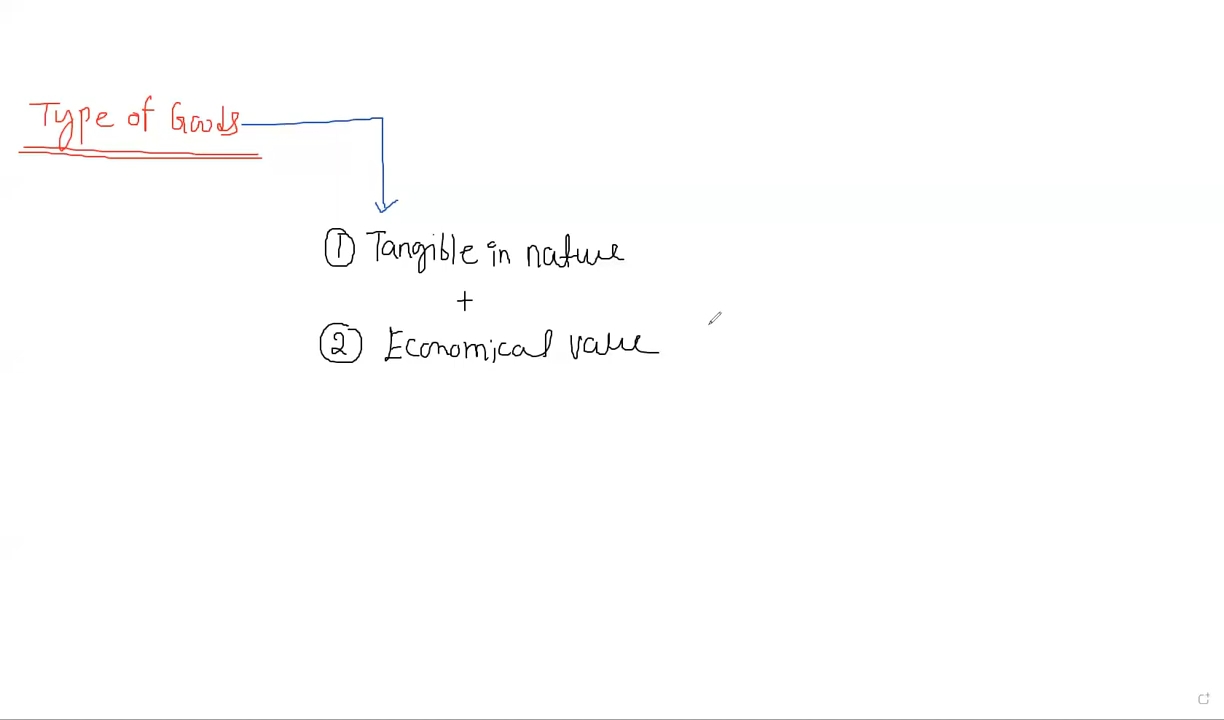 Type of Goods
① Tangible in nature
+
② Economical value